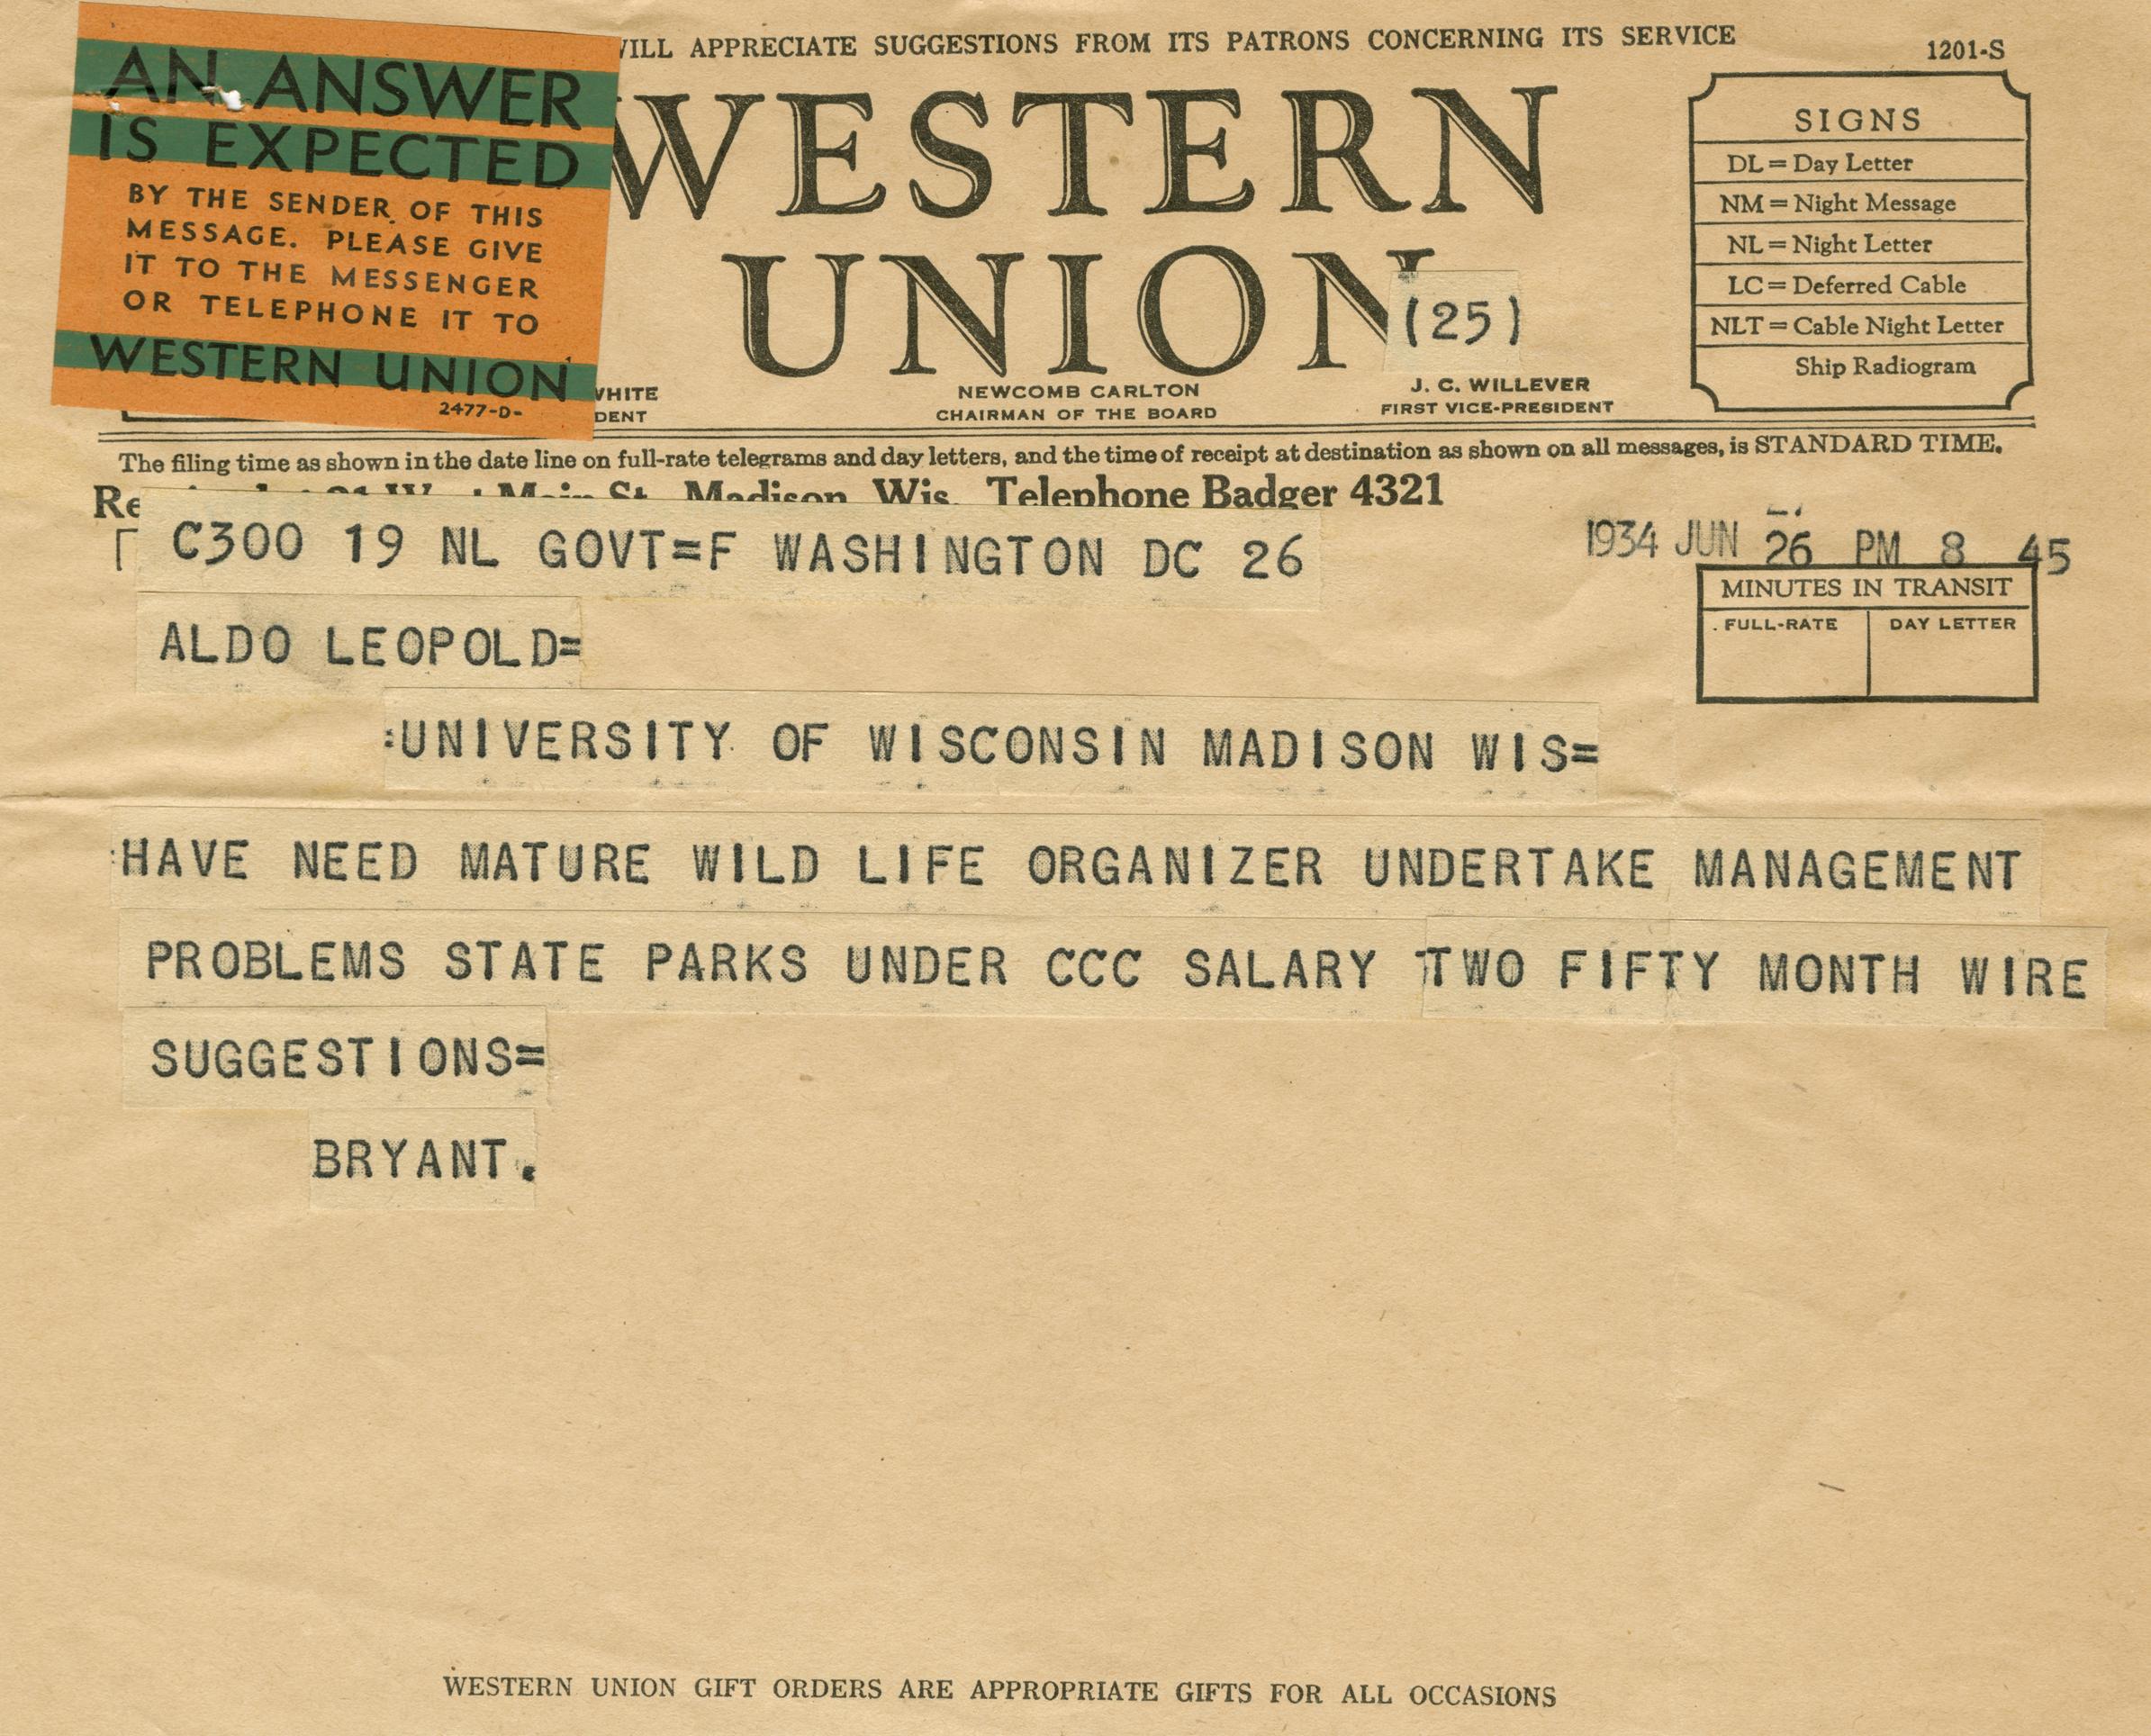 AN ANSWER
IS EXPECTED
BY THE SENDER OF THIS
MESSAGE. PLEASE GIVE
IT TO THE MESSENGER
OR TELEPHONE IT TO
WESTERN UNION
2477-D-
WILL APPRECIATE SUGGESTIONS FROM ITS PATRONS CONCERNING ITS SERVICE
1201-S
WESTERN
UNION
(25)
WHITE
DENT
NEWCOMB CARLTON
CHAIRMAN OF THE BOARD
J. C. WILLEVER
FIRST VICE-PRESIDENT
SIGNS
DL = Day Letter
NM = Night Message
NL = Night Letter
LC = Deferred Cable
NLT = Cable Night Letter
Ship Radiogram
The filing time as shown in the date line on full-rate telegrams and day letters, and the time of receipt at destination as shown on all messages, is STANDARD TIME.
Main St. Madison, Wis. Telephone Badger 4321
C300 19 NL GOVT=F WASHINGTON DC 26
1934 JUN 26 PM 8 45
MINUTES IN TRANSIT
FULL-RATE DAY LETTER
ALDO LEOPOLD=
:UNIVERSITY OF WISCONSIN MADISON WIS=
:HAVE NEED MATURE WILD LIFE ORGANIZER UNDERTAKE MANAGEMENT
PROBLEMS STATE PARKS UNDER CCC SALARY TWO FIFTY MONTH WIRE
SUGGESTIONS=
BRYANT.
WESTERN UNION GIFT ORDERS ARE APPROPRIATE GIFTS FOR ALL OCCASIONS